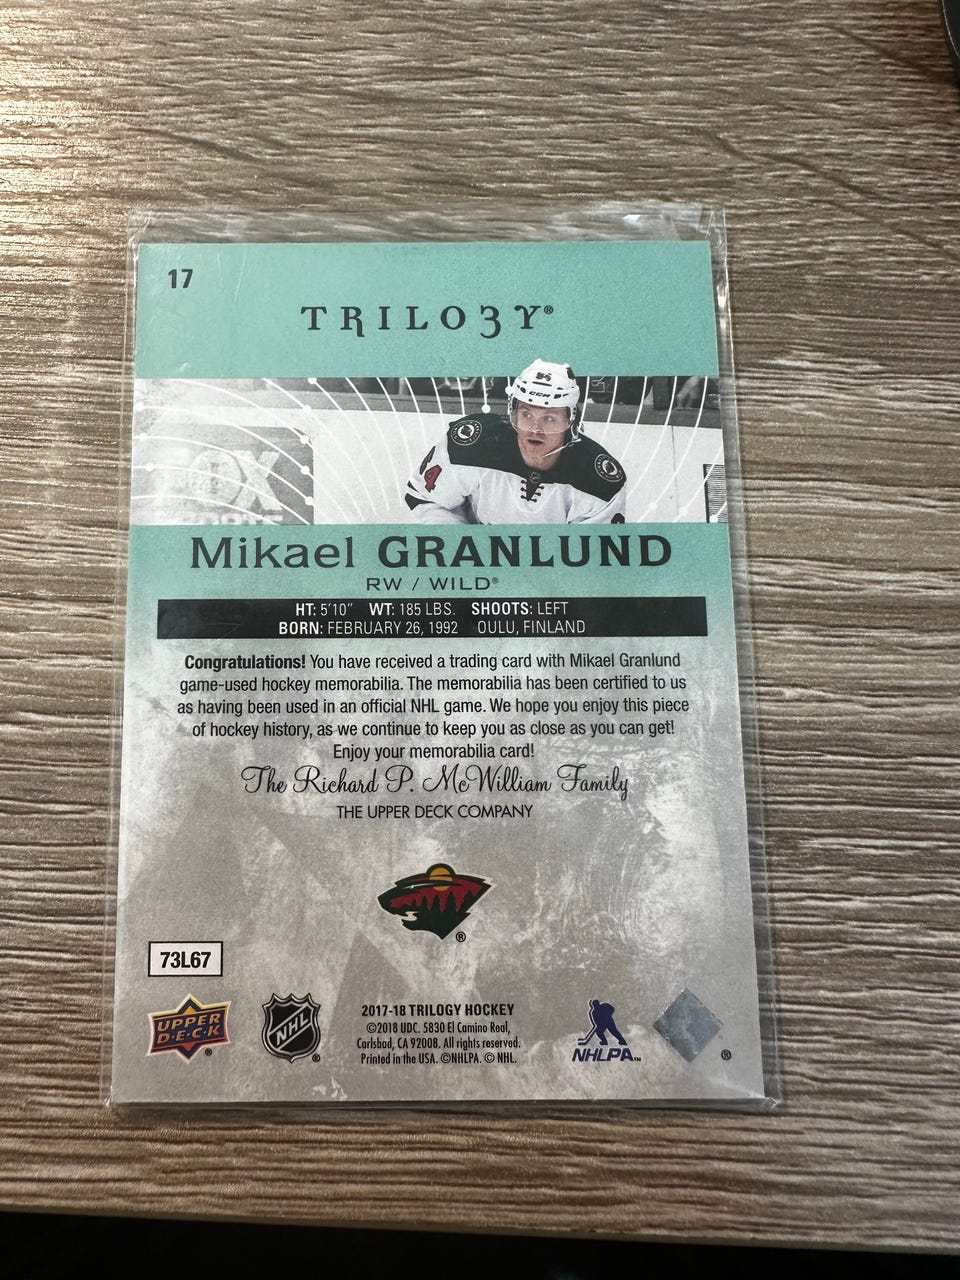 17
TRILO3Y®
64
CCM
64
Mikael GRANLUND
RW / WILD®
HT: 5'10" WT: 185 LBS. SHOOTS: LEFT
BORN: FEBRUARY 26, 1992 OULU, FINLAND
Congratulations! You have received a trading card with Mikael Granlund
game-used hockey memorabilia. The memorabilia has been certified to us
as having been used in an official NHL game. We hope you enjoy this piece
of hockey history, as we continue to keep you as close as you can get!
Enjoy your memorabilia card!
The Richard P. McWilliam Family
THE UPPER DECK COMPANY
®
73L67
UPPER
D·E·C·K
®
NHL
®
2017-18 TRILOGY HOCKEY
©2018 UDC. 5830 El Camino Real,
Carlsbad, CA 92008. All rights reserved.
Printed in the USA. ©NHLPA. © NHL.
NHLPA™
®